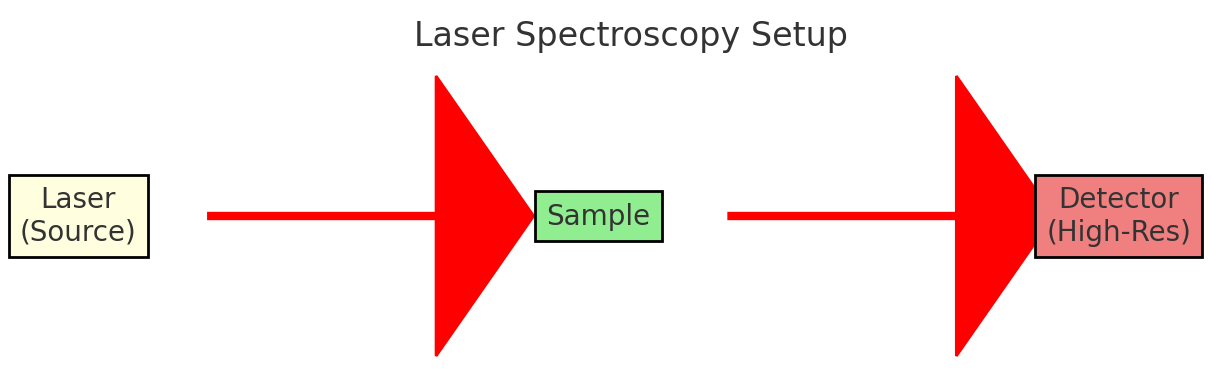 Laser Spectroscopy Setup
Laser
(Source)
Sample
Detector
(High-Res)